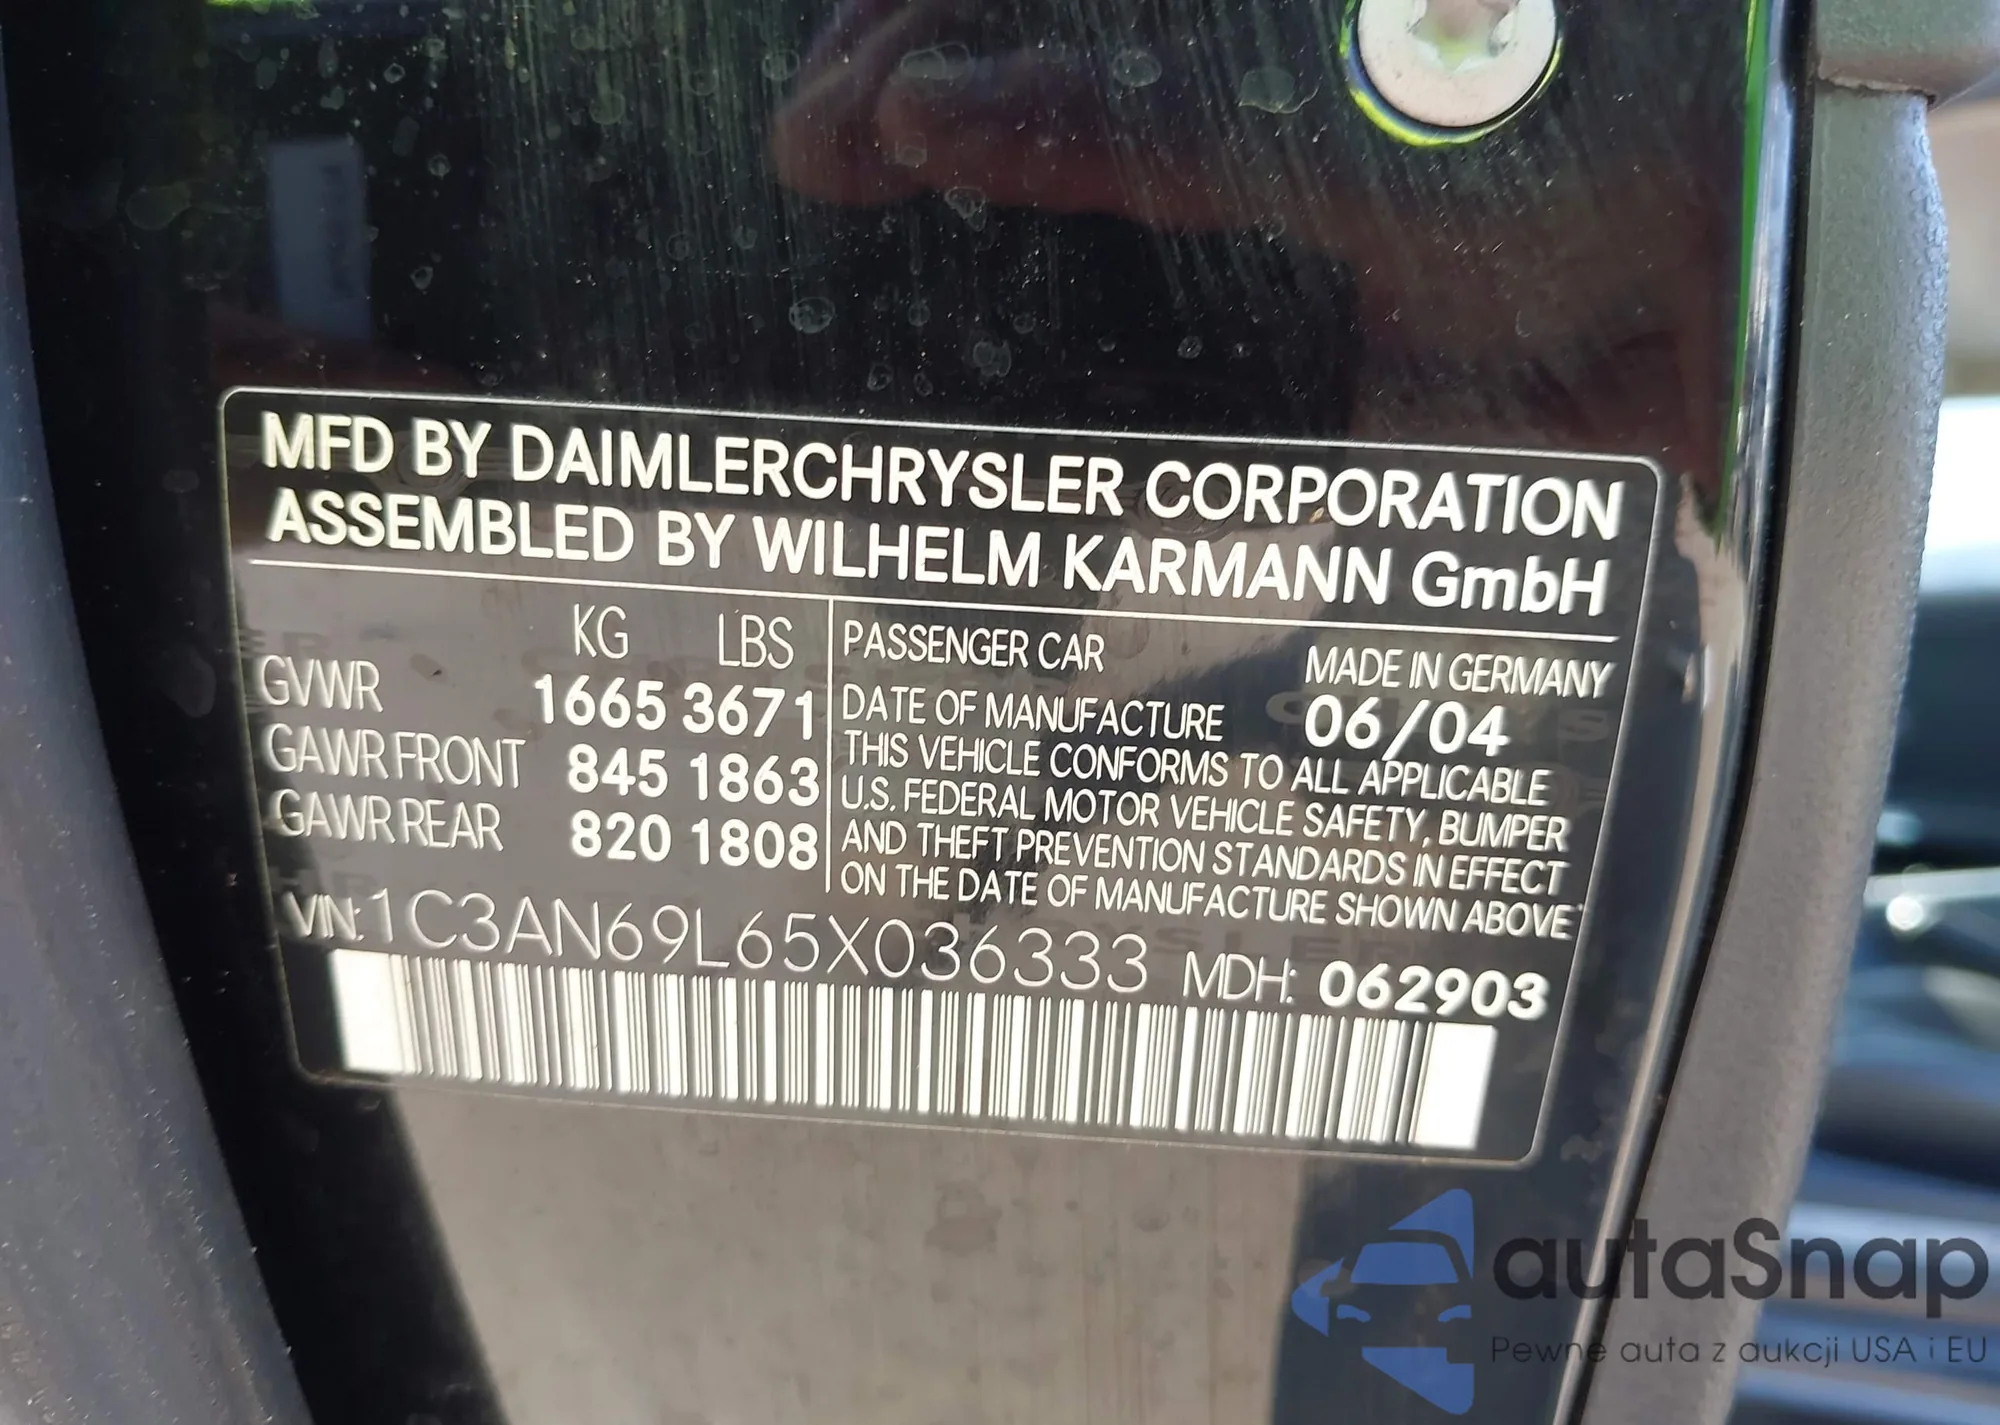 MFD BY DAIMLERCHRYSLER CORPORATION
ASSEMBLED BY WILHELM KARMANN GmbH
KG LBS
GVWR 1665 3671
GAWR FRONT 845 1863
GAWR REAR 820 1808
PASSENGER CAR
MADE IN GERMANY
DATE OF MANUFACTURE 06/04
THIS VEHICLE CONFORMS TO ALL APPLICABLE
U.S. FEDERAL MOTOR VEHICLE SAFETY, BUMPER
AND THEFT PREVENTION STANDARDS IN EFFECT
ON THE DATE OF MANUFACTURE SHOWN ABOVE
VIN: 1C3AN69L65X036333 MDH: 062903
autaSnap
Pewne auta z aukcji USA i EU